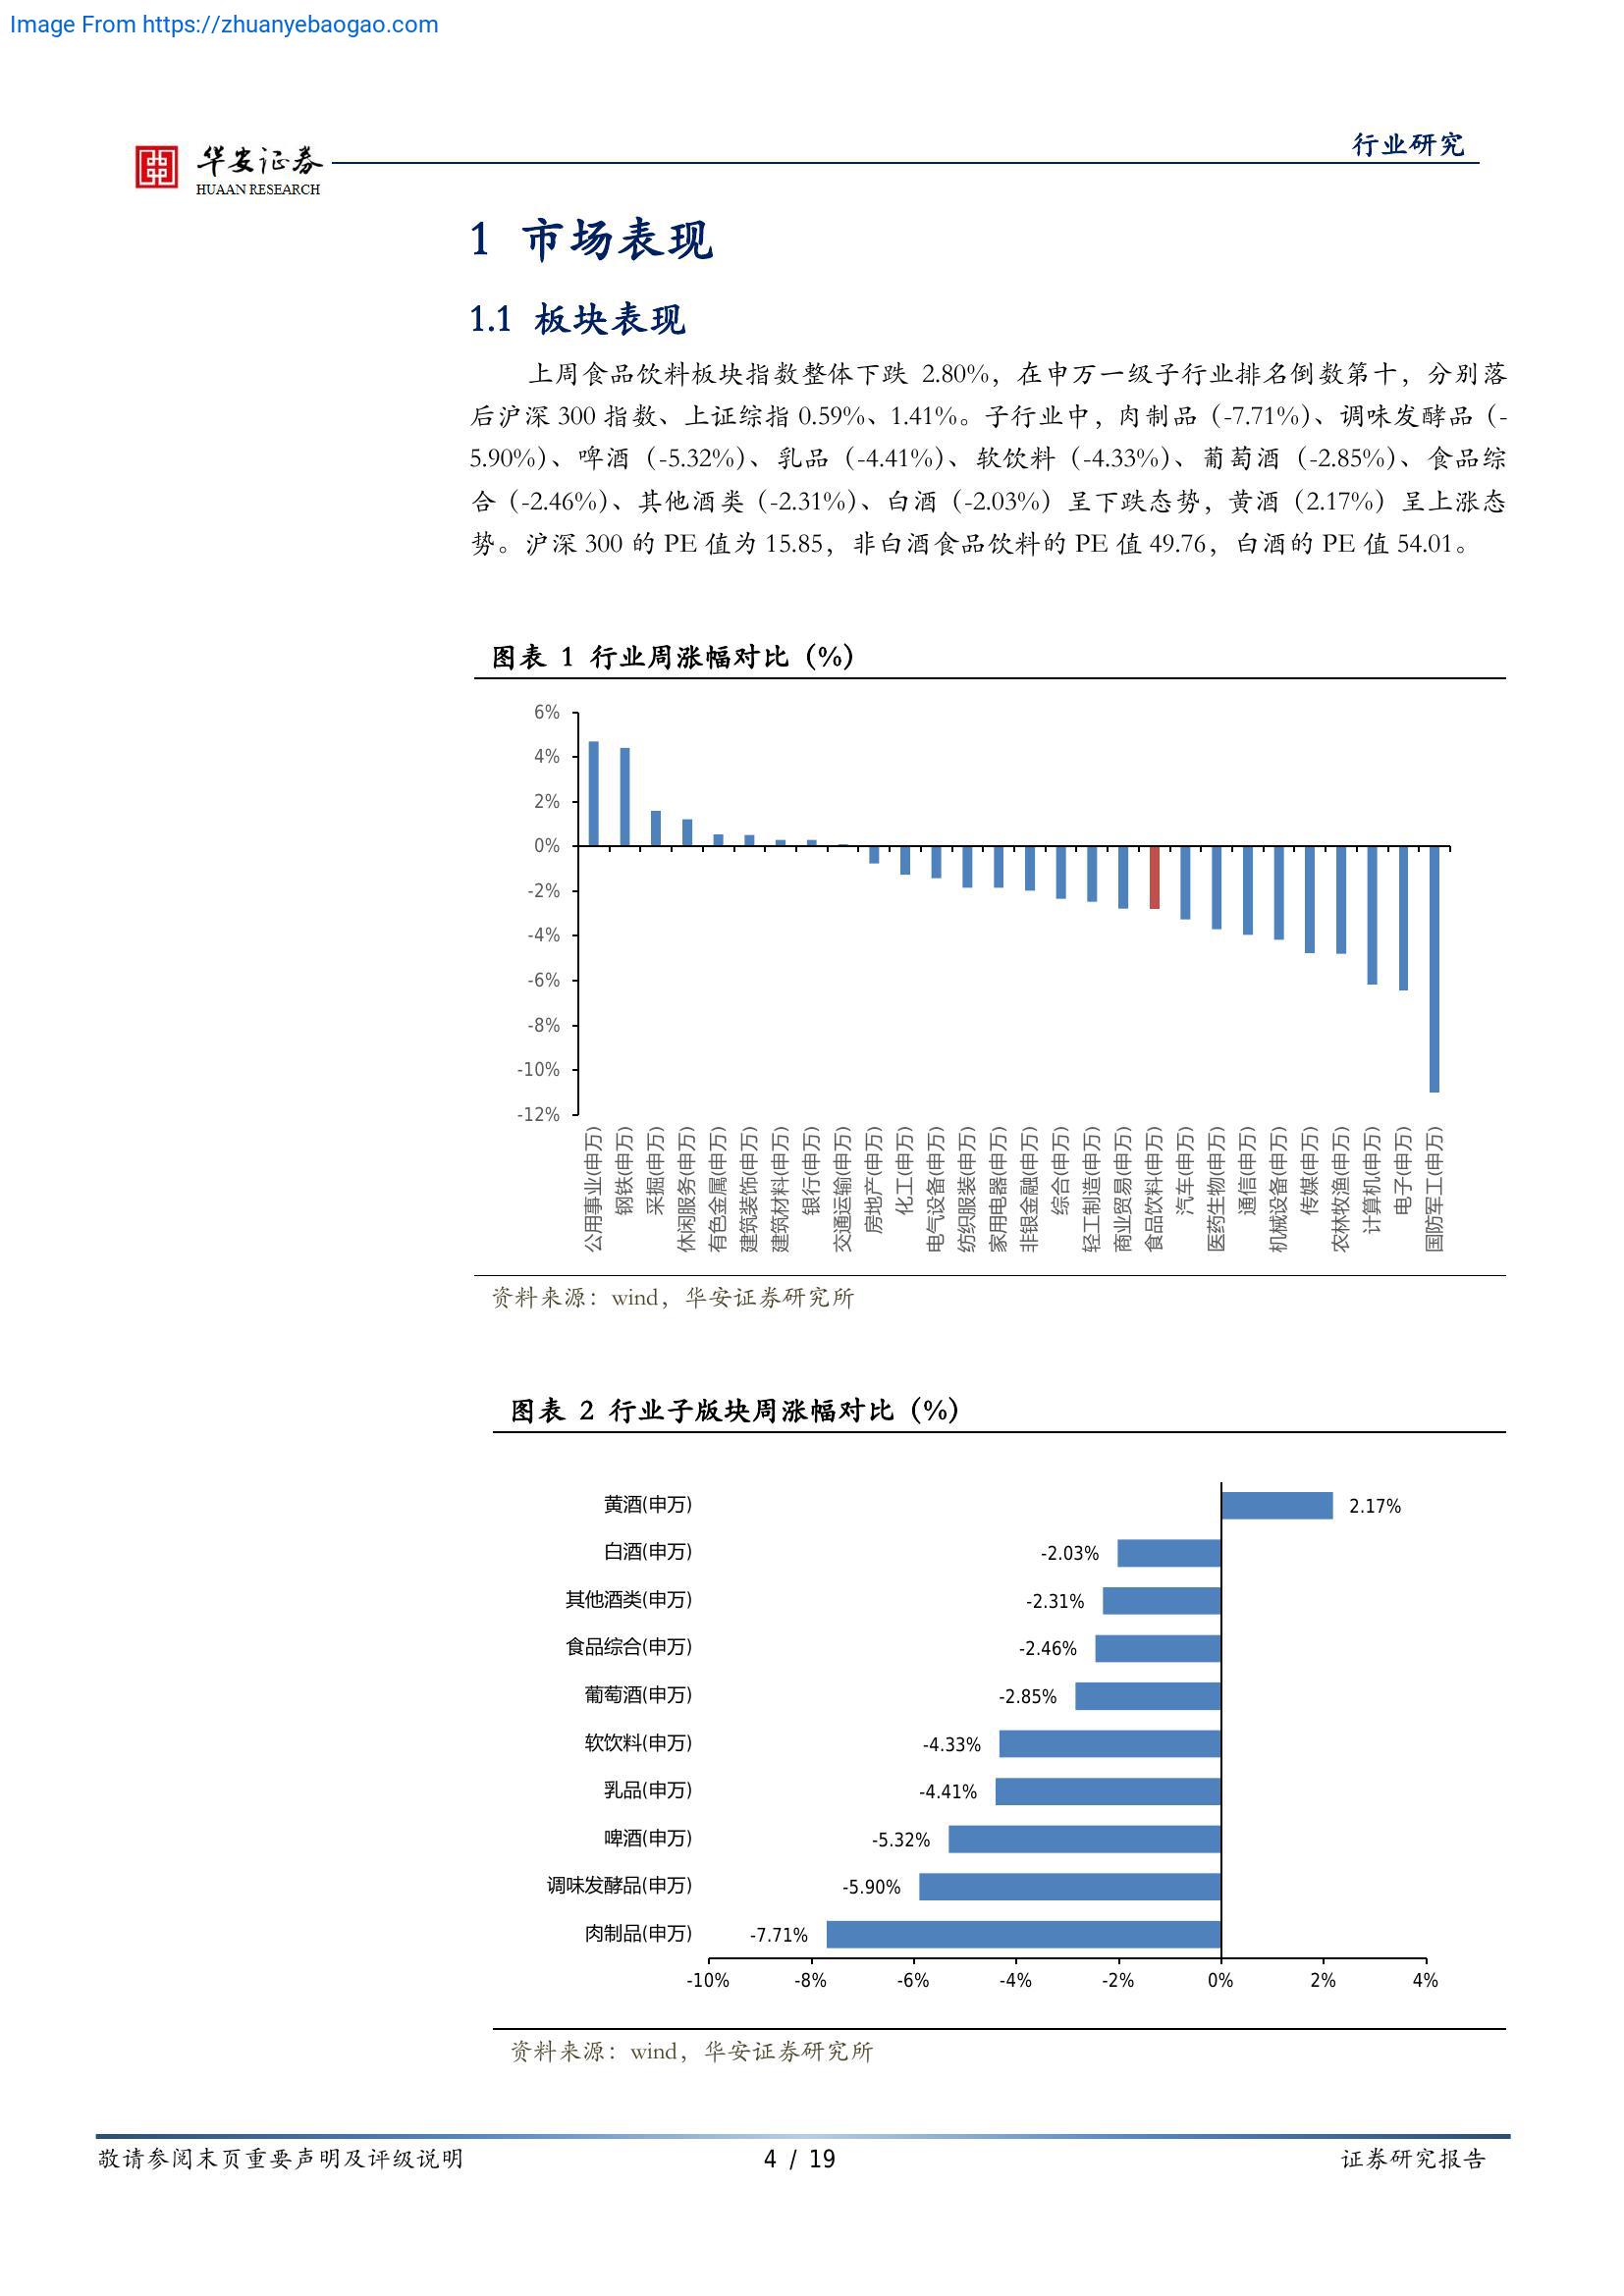 Image From https://zhuanyebaogao.com
华安证券
HUAAN RESEARCH
行业研究
1 市场表现
1.1 板块表现
上周食品饮料板块指数整体下跌 2.80%，在申万一级子行业排名倒数第十，分别落
后沪深 300 指数、上证综指 0.59%、1.41%。子行业中，肉制品（-7.71%）、调味发酵品（-
5.90%）、啤酒（-5.32%）、乳品（-4.41%）、软饮料（-4.33%）、葡萄酒（-2.85%）、食品综
合（-2.46%）、其他酒类（-2.31%）、白酒（-2.03%）呈下跌态势，黄酒（2.17%）呈上涨态
势。沪深 300 的 PE 值为 15.85，非白酒食品饮料的 PE 值 49.76，白酒的 PE 值 54.01。
图表 1 行业周涨幅对比（%）
6%
4%
2%
0%
-2%
-4%
-6%
-8%
-10%
-12%
公用事业(申万)
钢铁(申万)
采掘(申万)
休闲服务(申万)
有色金属(申万)
建筑装饰(申万)
建筑材料(申万)
银行(申万)
交通运输(申万)
房地产(申万)
化工(申万)
电气设备(申万)
纺织服装(申万)
家用电器(申万)
非银金融(申万)
综合(申万)
轻工制造(申万)
商业贸易(申万)
食品饮料(申万)
汽车(申万)
医药生物(申万)
通信(申万)
机械设备(申万)
传媒(申万)
农林牧渔(申万)
计算机(申万)
电子(申万)
国防军工(申万)
资料来源：wind，华安证券研究所
图表 2 行业子版块周涨幅对比（%）
黄酒(申万) 2.17%
白酒(申万) -2.03%
其他酒类(申万) -2.31%
食品综合(申万) -2.46%
葡萄酒(申万) -2.85%
软饮料(申万) -4.33%
乳品(申万) -4.41%
啤酒(申万) -5.32%
调味发酵品(申万) -5.90%
肉制品(申万) -7.71%
-10% -8% -6% -4% -2% 0% 2% 4%
资料来源：wind，华安证券研究所
敬请参阅末页重要声明及评级说明 4 / 19 证券研究报告